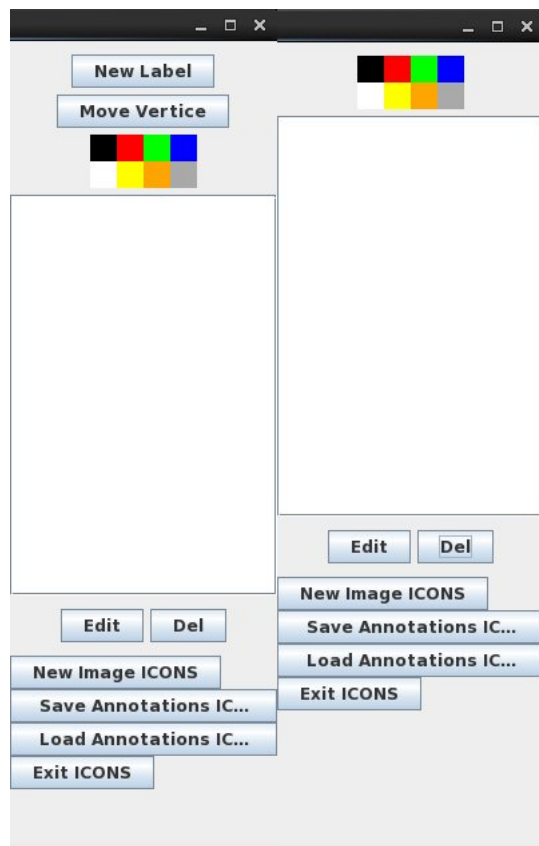 New Label
Move Vertice
Edit Del
New Image ICONS
Save Annotations IC...
Load Annotations IC...
Exit ICONS
Edit Del
New Image ICONS
Save Annotations IC...
Load Annotations IC...
Exit ICONS